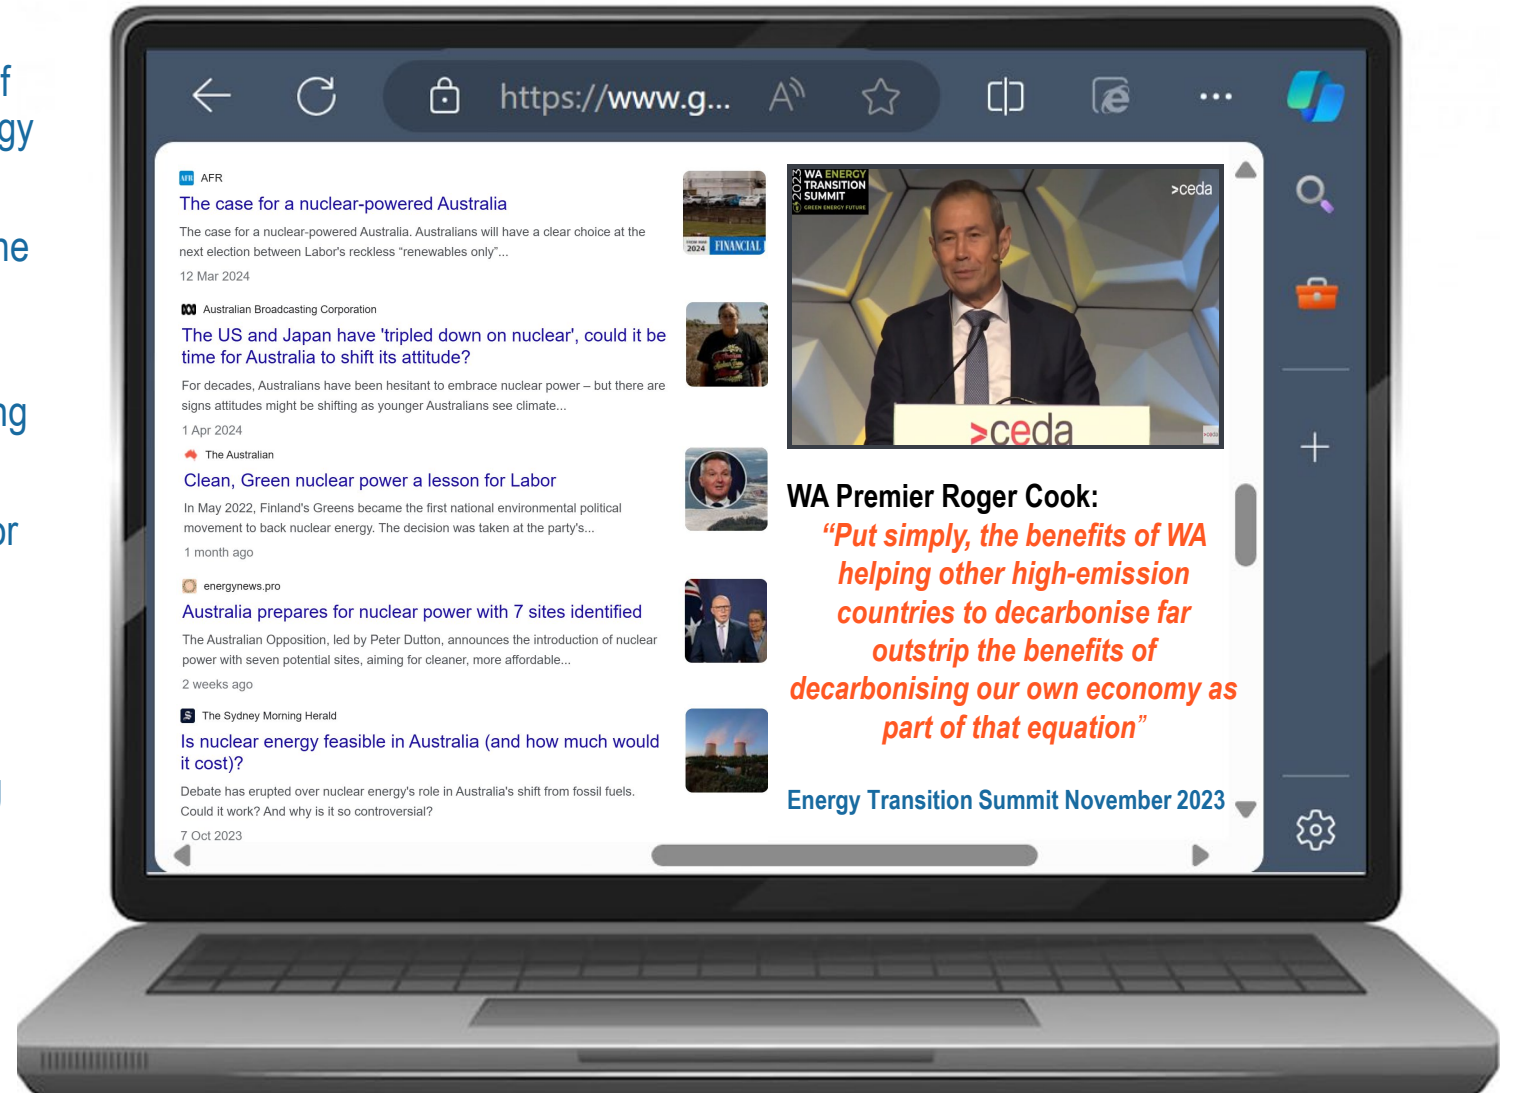 https://www.g...
AFR
The case for a nuclear-powered Australia
The case for a nuclear-powered Australia. Australians will have a clear choice at the
next election between Labor's reckless “renewables only”...
12 Mar 2024
2024 FINANCIAL
Australian Broadcasting Corporation
The US and Japan have 'tripled down on nuclear', could it be
time for Australia to shift its attitude?
For decades, Australians have been hesitant to embrace nuclear power – but there are
signs attitudes might be shifting as younger Australians see climate...
1 Apr 2024
The Australian
Clean, Green nuclear power a lesson for Labor
In May 2022, Finland's Greens became the first national environmental political
movement to back nuclear energy. The decision was taken at the party's...
1 month ago
energynews.pro
Australia prepares for nuclear power with 7 sites identified
The Australian Opposition, led by Peter Dutton, announces the introduction of nuclear
power with seven potential sites, aiming for cleaner, more affordable...
2 weeks ago
The Sydney Morning Herald
Is nuclear energy feasible in Australia (and how much would
it cost)?
Debate has erupted over nuclear energy's role in Australia's shift from fossil fuels.
Could it work? And why is it so controversial?
7 Oct 2023
2023
WA ENERGY
TRANSITION
SUMMIT
GREEN ENERGY FUTURE
>ceda
>ceda
WA Premier Roger Cook:
“Put simply, the benefits of WA
helping other high-emission
countries to decarbonise far
outstrip the benefits of
decarbonising our own economy as
part of that equation”
Energy Transition Summit November 2023